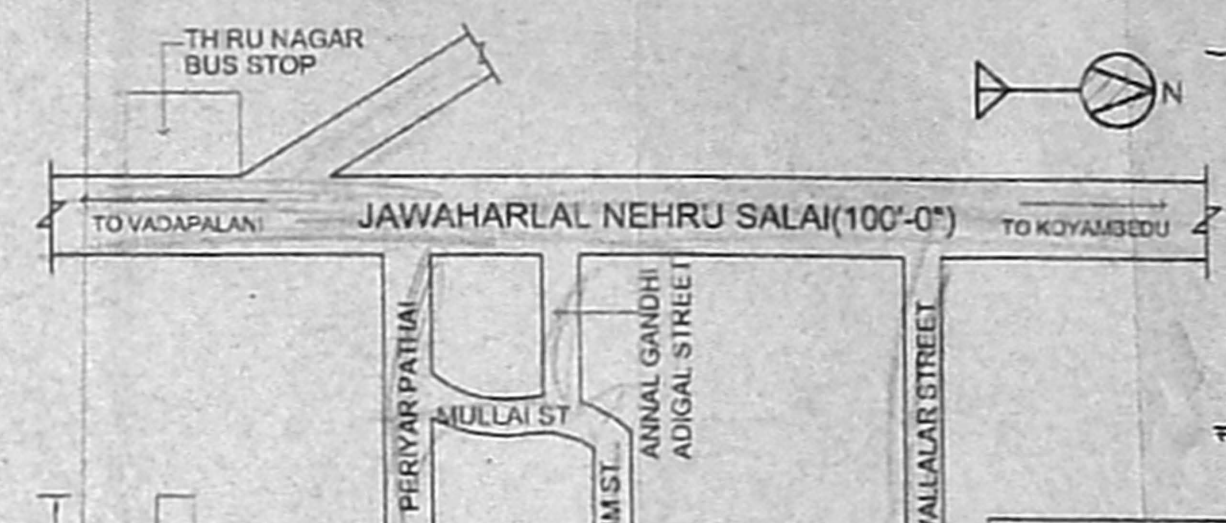 TH RU NAGAR
BUS STOP
N
TO VADAPALANI
JAWAHARLAL NEHRU SALAI(100'-0")
TO KOYAMBEDU
PERIYAR PATHAI
MULLAI ST
ANNAL GANDHI
ADIGAL STREET
M ST.
VALLALAR STREET